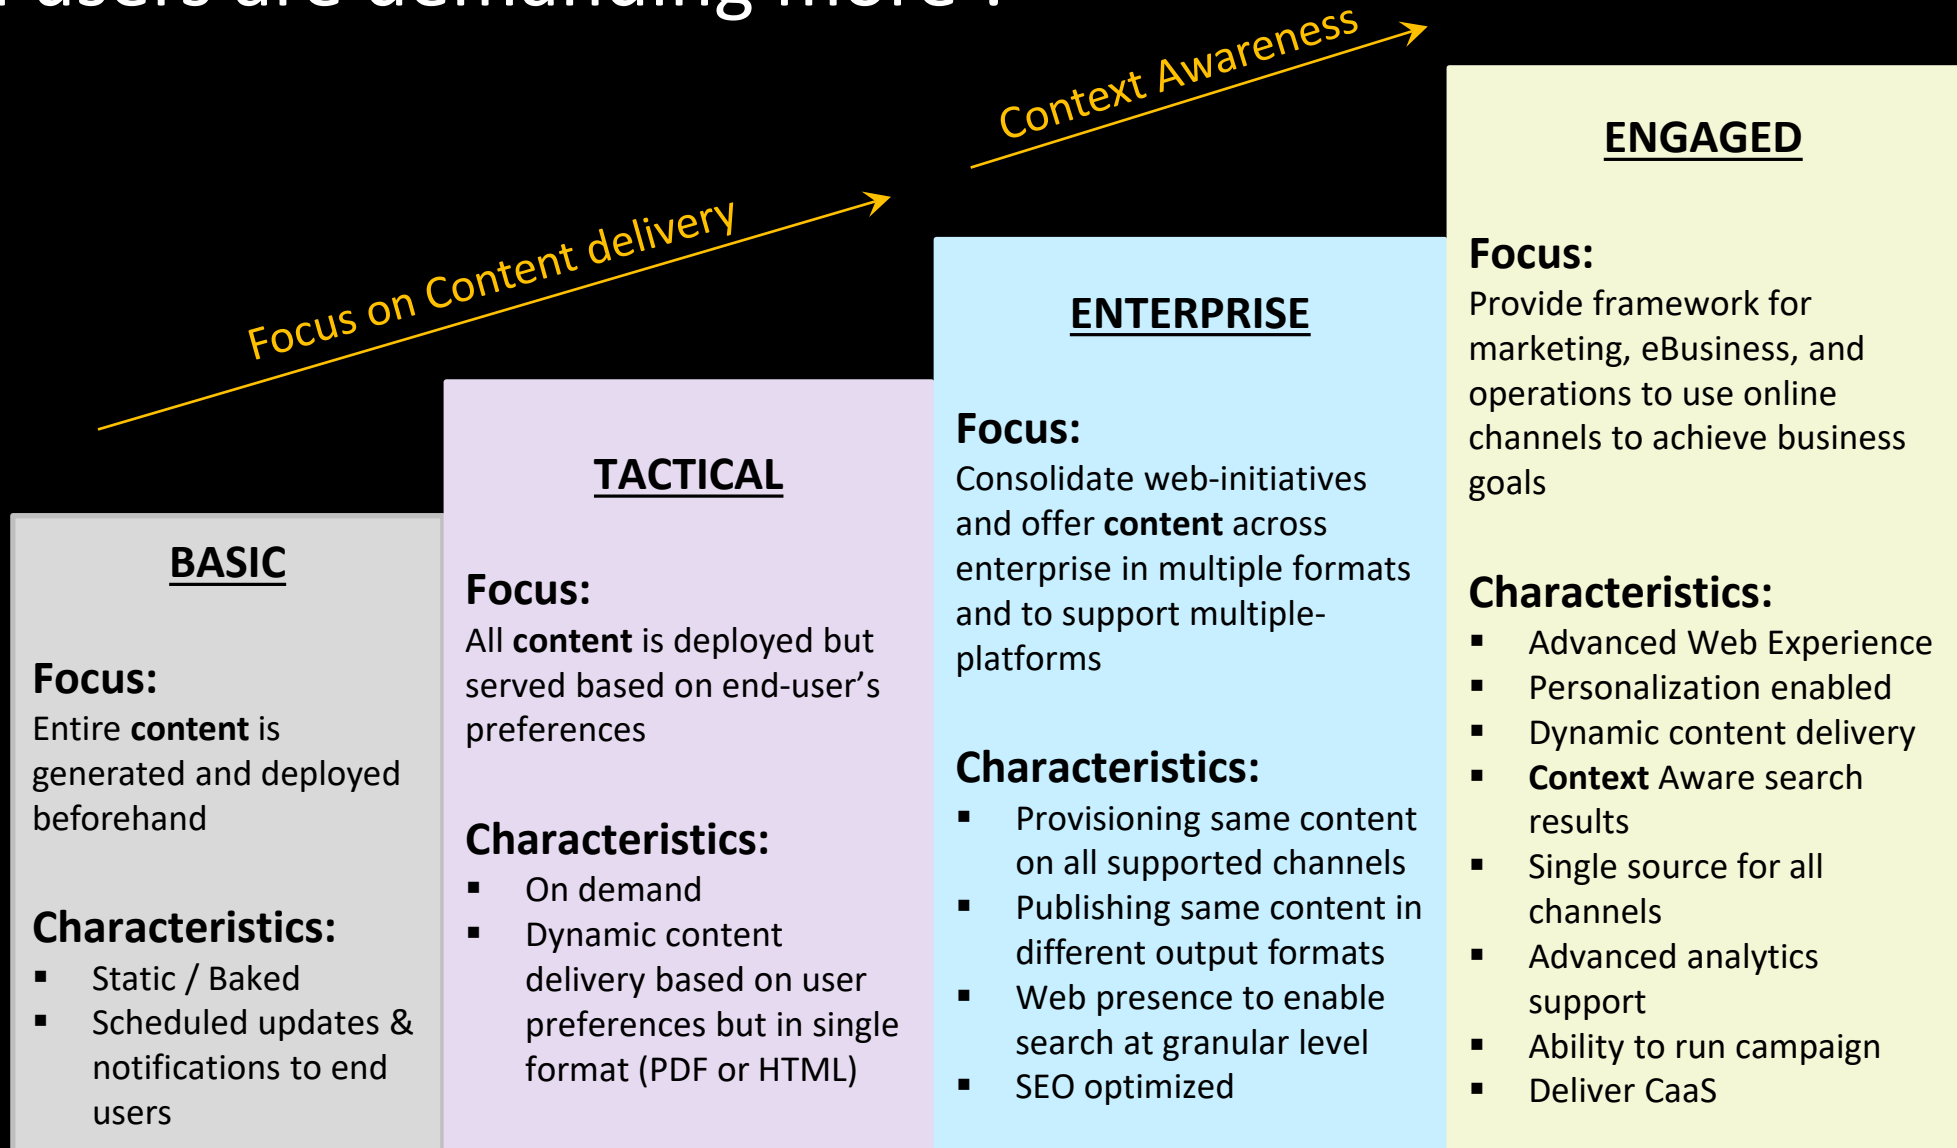 users are demanding more".
Context Awareness
Focus on Content delivery
BASIC
Focus:
Entire content is
generated and deployed
beforehand
Characteristics:
▪ Static / Baked
▪ Scheduled updates &
notifications to end
users
TACTICAL
Focus:
All content is deployed but
served based on end-user’s
preferences
Characteristics:
▪ On demand
▪ Dynamic content
delivery based on user
preferences but in single
format (PDF or HTML)
ENTERPRISE
Focus:
Consolidate web-initiatives
and offer content across
enterprise in multiple formats
and to support multiple-
platforms
Characteristics:
▪ Provisioning same content
on all supported channels
▪ Publishing same content in
different output formats
▪ Web presence to enable
search at granular level
▪ SEO optimized
ENGAGED
Focus:
Provide framework for
marketing, eBusiness, and
operations to use online
channels to achieve business
goals
Characteristics:
▪ Advanced Web Experience
▪ Personalization enabled
▪ Dynamic content delivery
▪ Context Aware search
results
▪ Single source for all
channels
▪ Advanced analytics
support
▪ Ability to run campaign
▪ Deliver CaaS